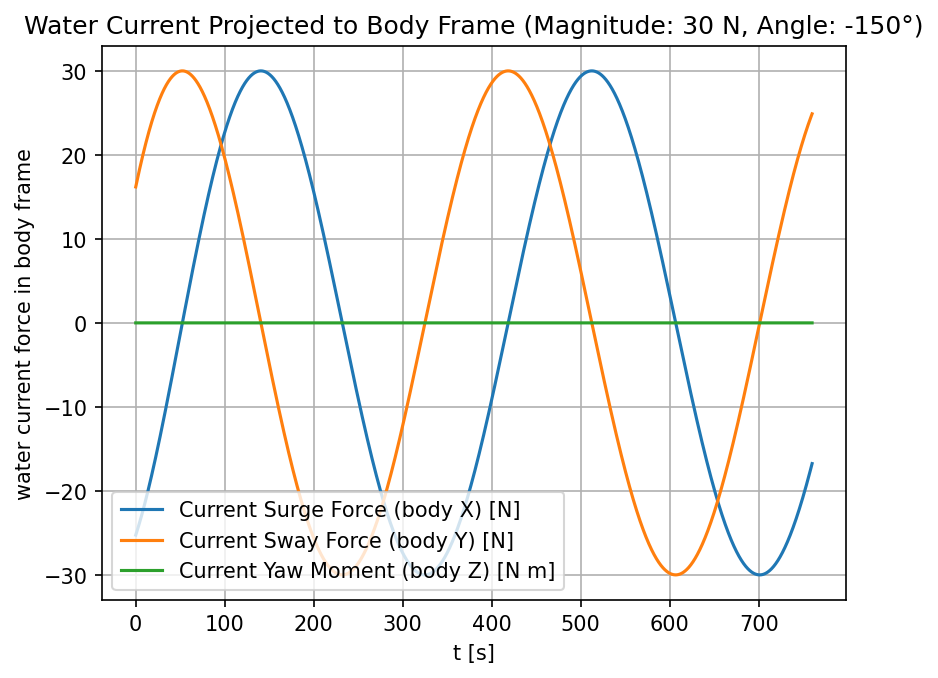 Water Current Projected to Body Frame (Magnitude: 30 N, Angle: -150°)
30
20
10
0
−10
−20
−30
water current force in body frame
Current Surge Force (body X) [N]
Current Sway Force (body Y) [N]
Current Yaw Moment (body Z) [N m]
0 100 200 300 400 500 600 700
t [s]